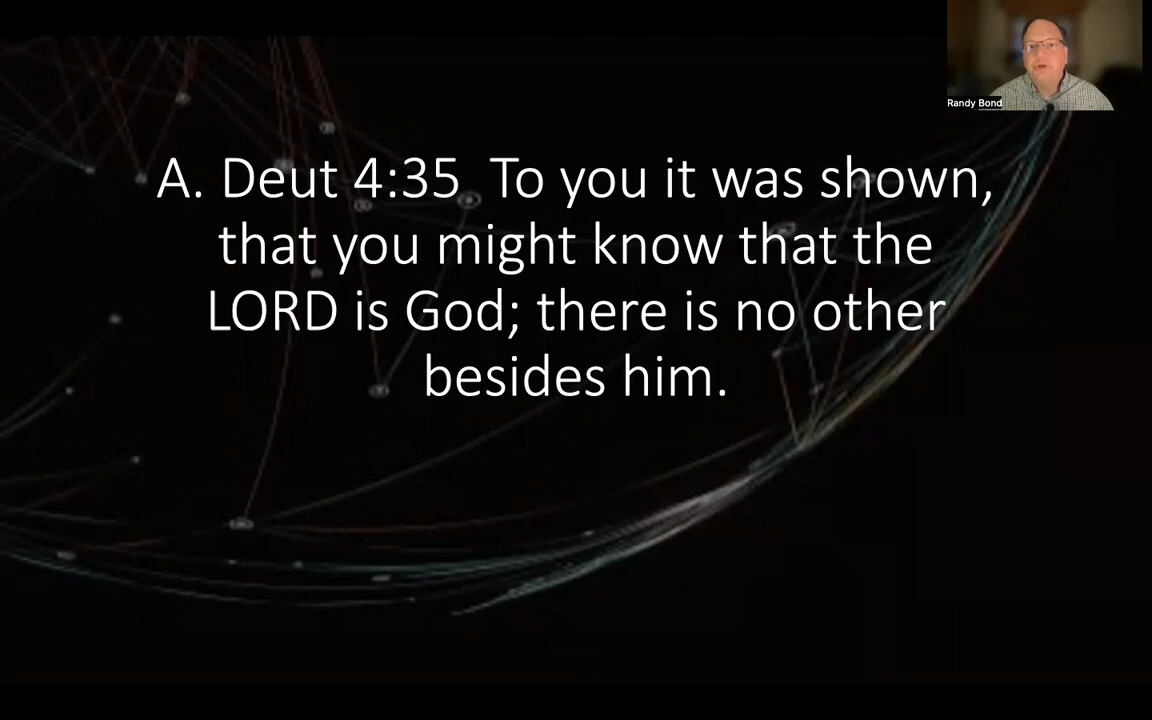 Randy Bond
A. Deut 4:35  To you it was shown,
that you might know that the
LORD is God; there is no other
besides him.